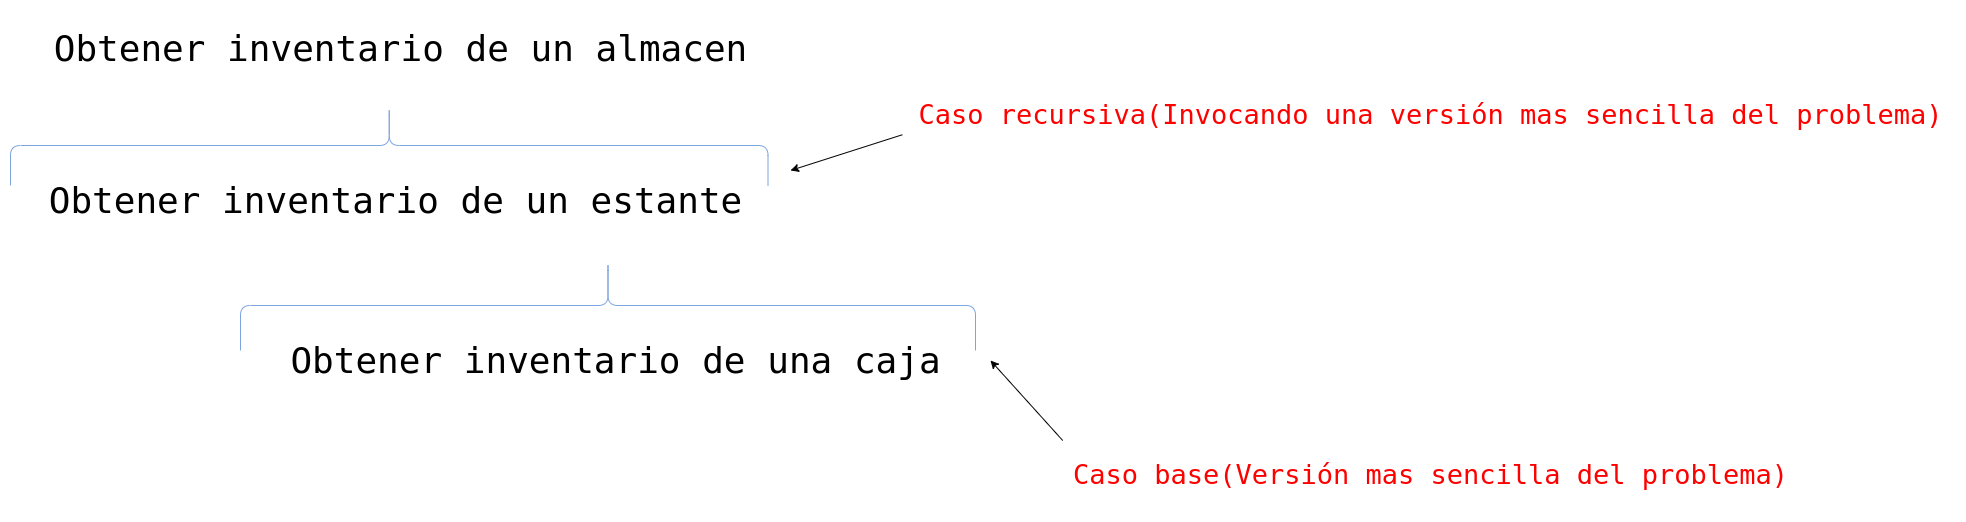 Obtener inventario de un almacen
Caso recursiva(Invocando una versión mas sencilla del problema)
Obtener inventario de un estante
Obtener inventario de una caja
Caso base(Versión mas sencilla del problema)